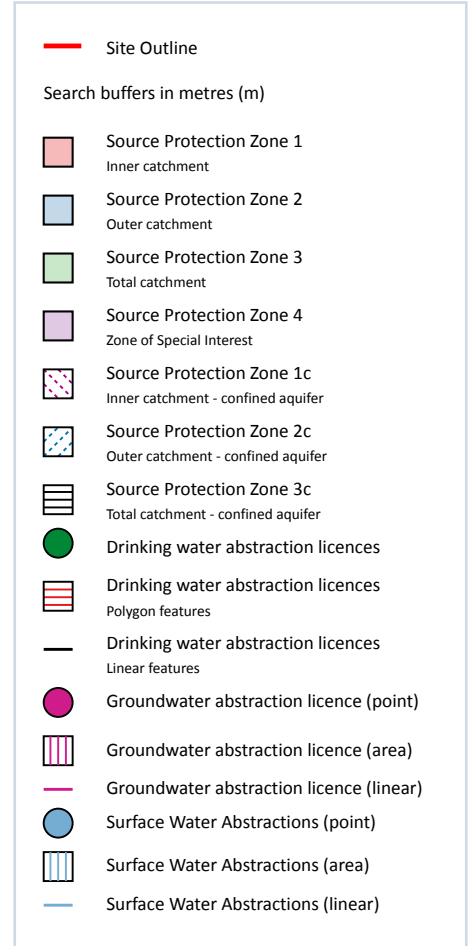 Site Outline
Search buffers in metres (m)
Source Protection Zone 1
Inner catchment
Source Protection Zone 2
Outer catchment
Source Protection Zone 3
Total catchment
Source Protection Zone 4
Zone of Special Interest
Source Protection Zone 1c
Inner catchment - confined aquifer
Source Protection Zone 2c
Outer catchment - confined aquifer
Source Protection Zone 3c
Total catchment - confined aquifer
Drinking water abstraction licences
Drinking water abstraction licences
Polygon features
Drinking water abstraction licences
Linear features
Groundwater abstraction licence (point)
Groundwater abstraction licence (area)
Groundwater abstraction licence (linear)
Surface Water Abstractions (point)
Surface Water Abstractions (area)
Surface Water Abstractions (linear)